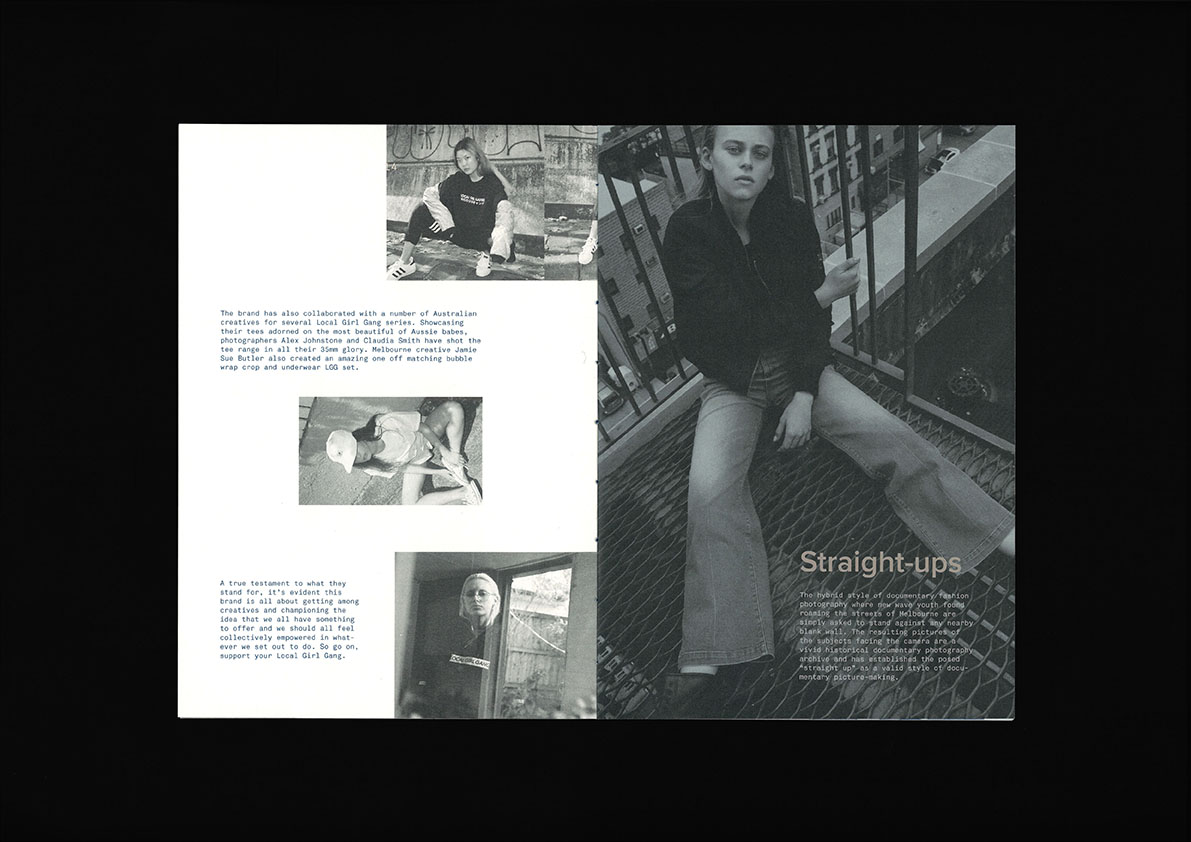 The brand has also collaborated with a number of Australian
creatives for several Local Girl Gang series. Showcasing
their tees adorned on the most beautiful of Aussie babes,
photographers Alex Johnstone and Claudia Smith have shot the
tee range in all their 35mm glory. Melbourne creative Jamie
Sue Butler also created an amazing one off matching bubble
wrap crop and underwear LGG set.
A true testament to what they
stand for, it's evident this
brand is all about getting among
creatives and championing the
idea that we all have something
to offer and we should all feel
collectively empowered in what-
ever we set out to do. So go on,
support your Local Girl Gang.
LOCAL GIRL GANG
Straight-ups
The hybrid style of documentary/fashion
photography where new wave youth found
roaming the streets of Melbourne are
simply asked to stand against any nearby
blank wall. The resulting pictures of
the subjects facing the camera are a
vivid historical documentary photography
archive and has established the posed
"straight up" as a valid style of docu-
mentary picture-making.